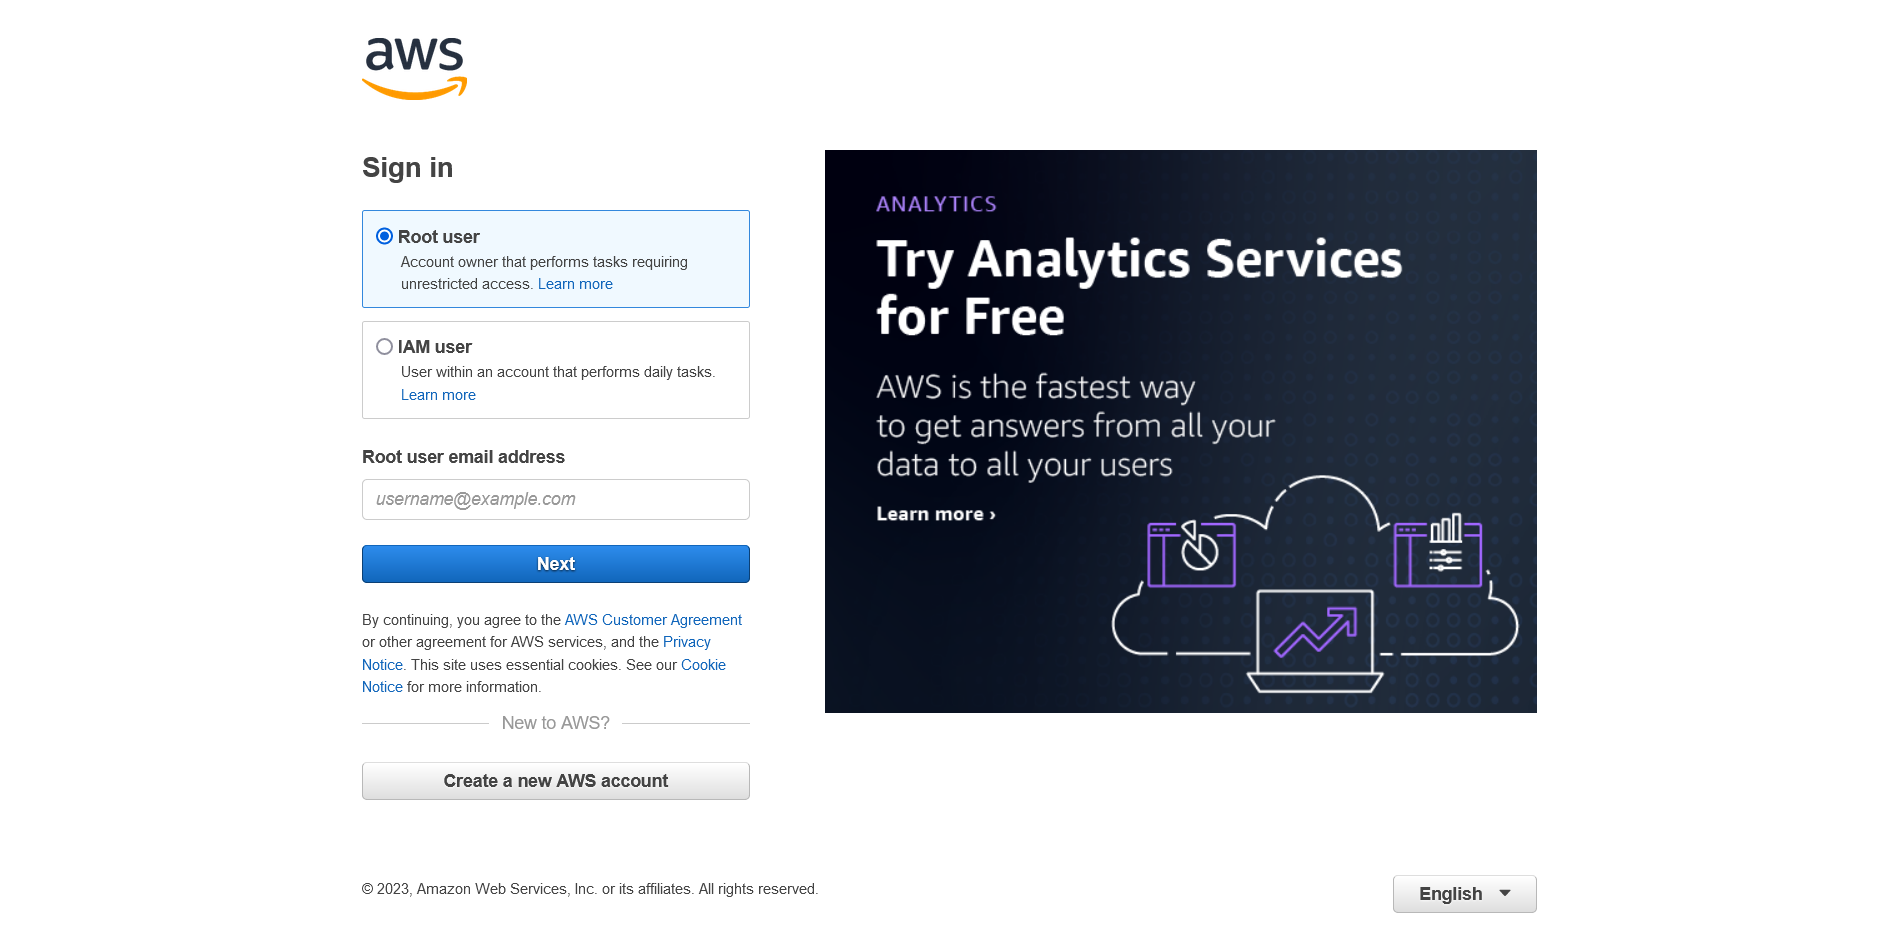 aws
Sign in
Root user
Account owner that performs tasks requiring
unrestricted access. Learn more
IAM user
User within an account that performs daily tasks.
Learn more
Root user email address
username@example.com
Next
By continuing, you agree to the AWS Customer Agreement
or other agreement for AWS services, and the Privacy
Notice. This site uses essential cookies. See our Cookie
Notice for more information.
New to AWS?
Create a new AWS account
ANALYTICS
Try Analytics Services
for Free
AWS is the fastest way
to get answers from all your
data to all your users
Learn more ›
© 2023, Amazon Web Services, Inc. or its affiliates. All rights reserved.
English